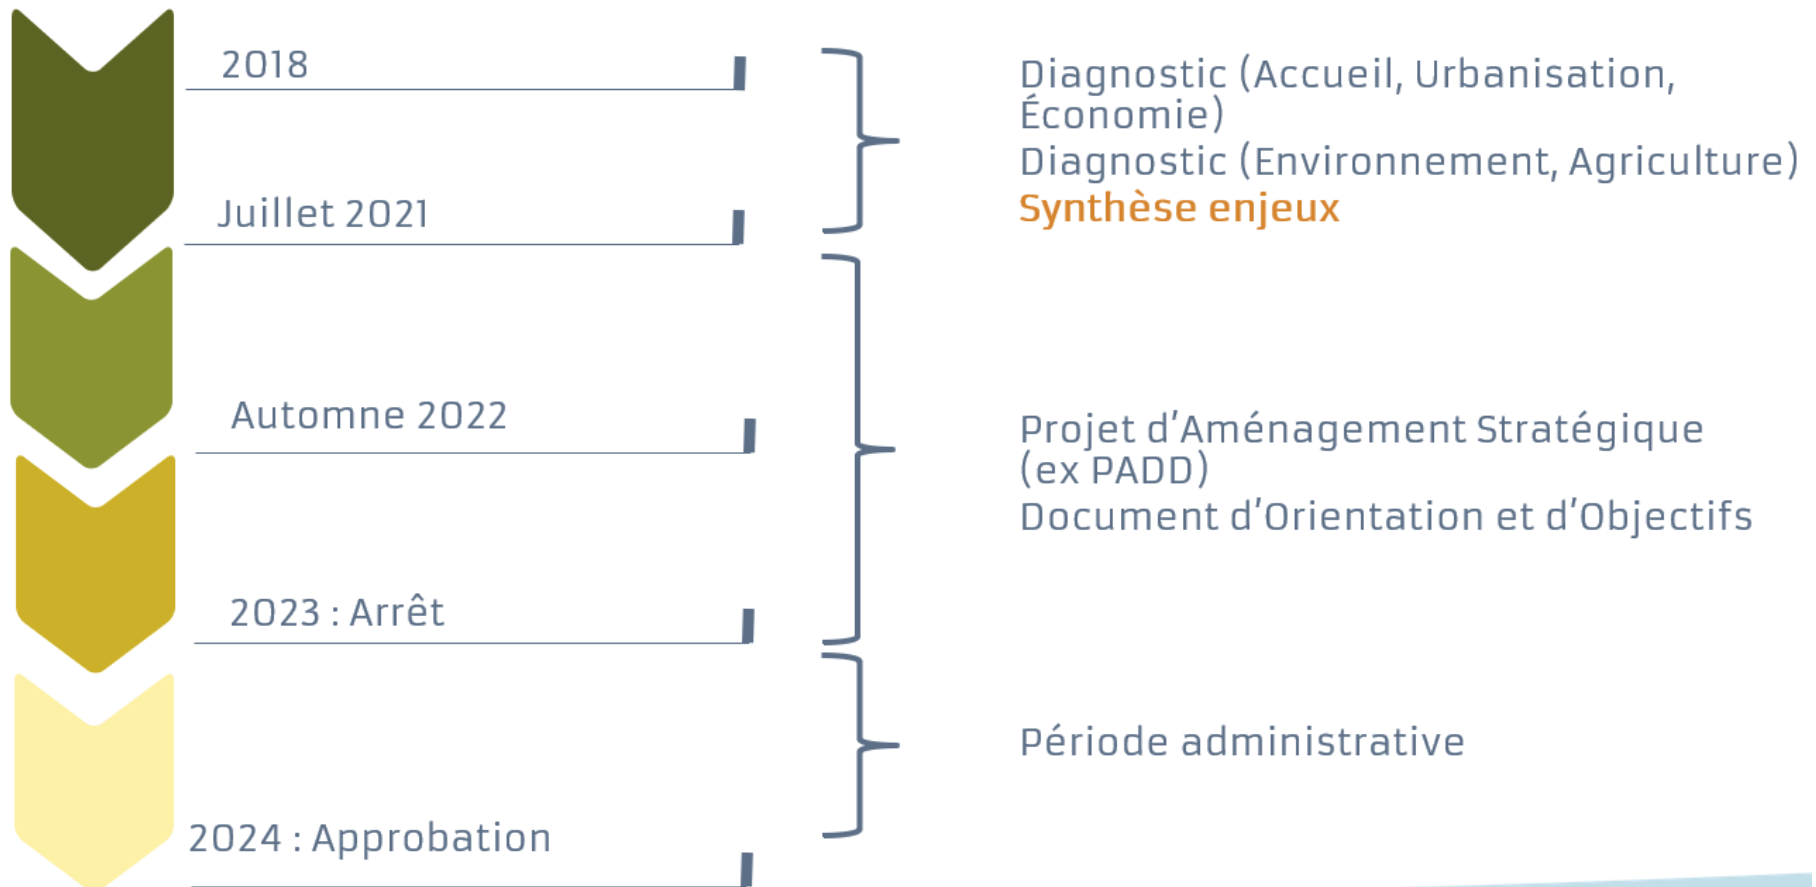 2018
Juillet 2021
Automne 2022
2023 : Arrêt
2024 : Approbation
Diagnostic (Accueil, Urbanisation,
Économie)
Diagnostic (Environnement, Agriculture)
Synthèse enjeux
Projet d’Aménagement Stratégique
(ex PADD)
Document d’Orientation et d’Objectifs
Période administrative